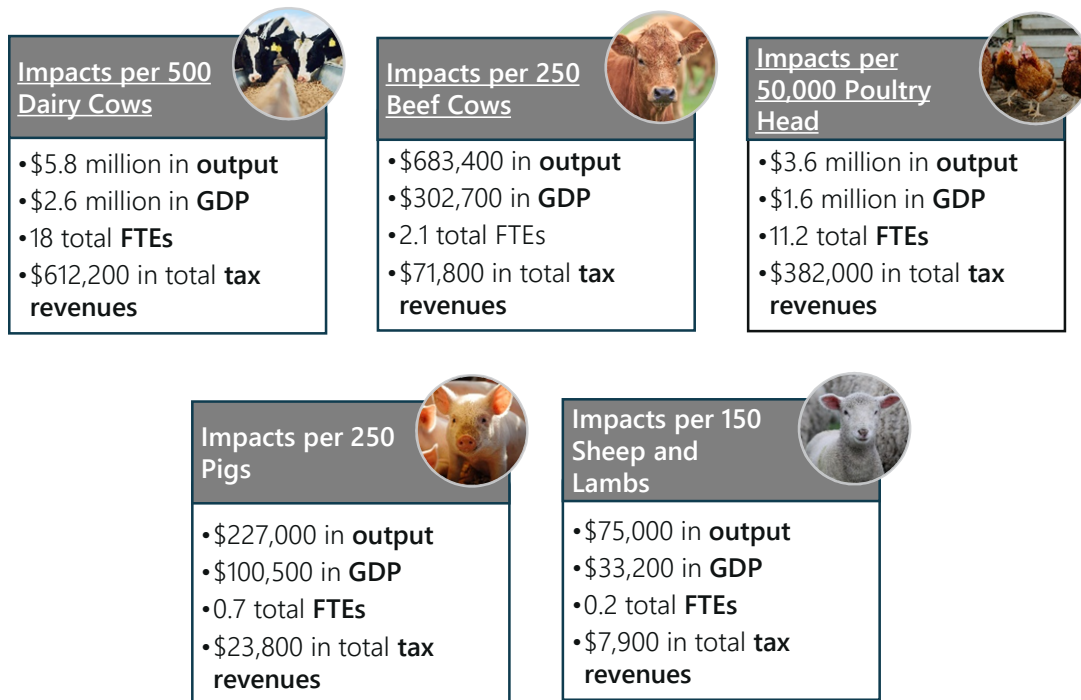 Impacts per 500
Dairy Cows
•$5.8 million in output
•$2.6 million in GDP
•18 total FTEs
•$612,200 in total tax
revenues
Impacts per 250
Beef Cows
•$683,400 in output
•$302,700 in GDP
•2.1 total FTEs
•$71,800 in total tax
revenues
Impacts per
50,000 Poultry
Head
•$3.6 million in output
•$1.6 million in GDP
•11.2 total FTEs
•$382,000 in total tax
revenues
Impacts per 250
Pigs
•$227,000 in output
•$100,500 in GDP
•0.7 total FTEs
•$23,800 in total tax
revenues
Impacts per 150
Sheep and
Lambs
•$75,000 in output
•$33,200 in GDP
•0.2 total FTEs
•$7,900 in total tax
revenues